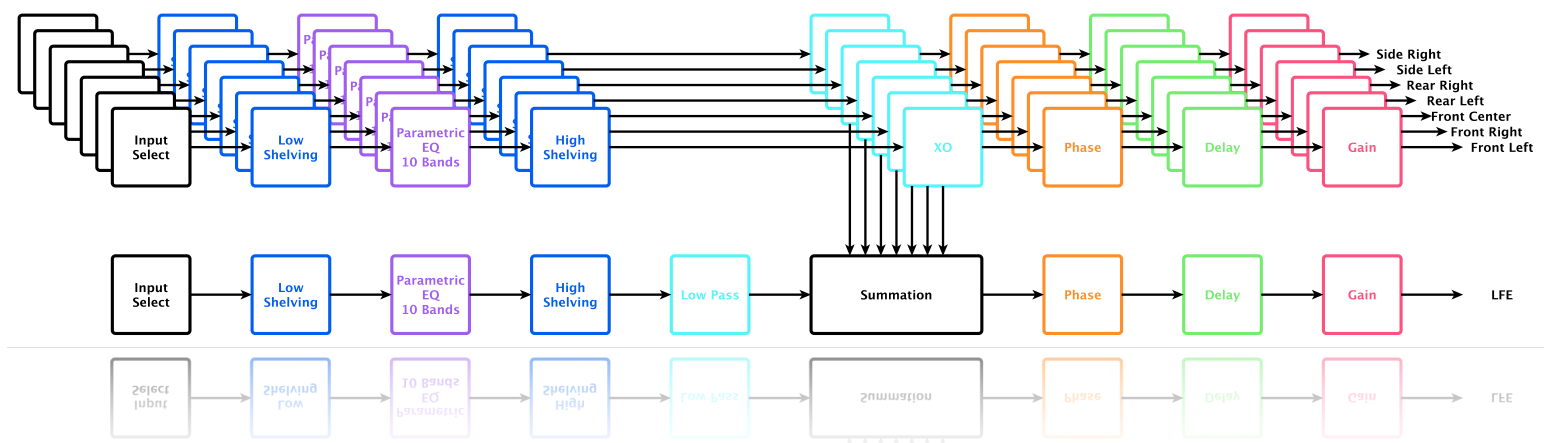 Side Right
Side Left
Rear Right
Rear Left
Front Center
Front Right
Front Left
Input
Select
Low
Shelving
Parametric
EQ
10 Bands
High
Shelving
XO
Phase
Delay
Gain
Input
Select
Low
Shelving
Parametric
EQ
10 Bands
High
Shelving
Low Pass
Summation
Phase
Delay
Gain
LFE